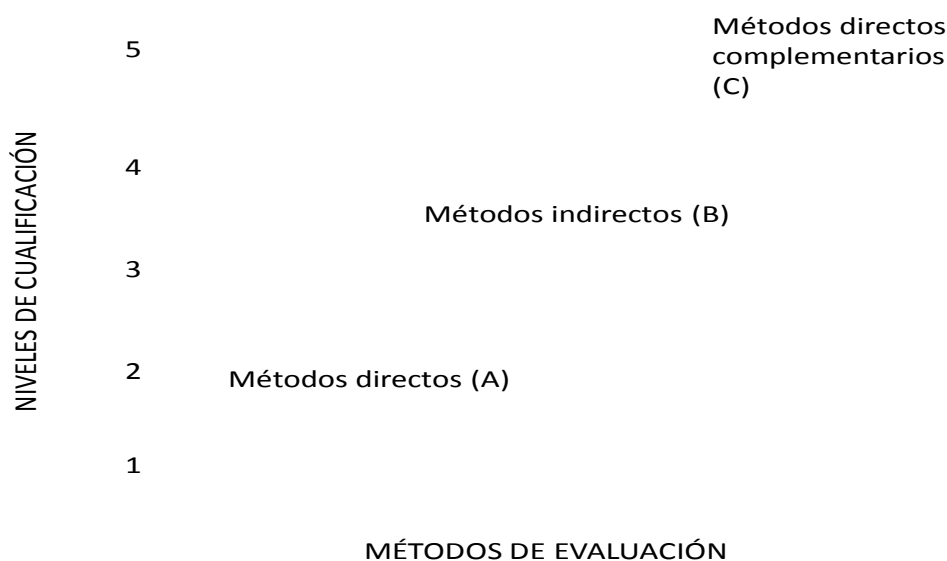 Métodos directos
complementarios
(C)
5
4
Métodos indirectos (B)
3
2
Métodos directos (A)
1
NIVELES DE CUALIFICACIÓN
MÉTODOS DE EVALUACIÓN